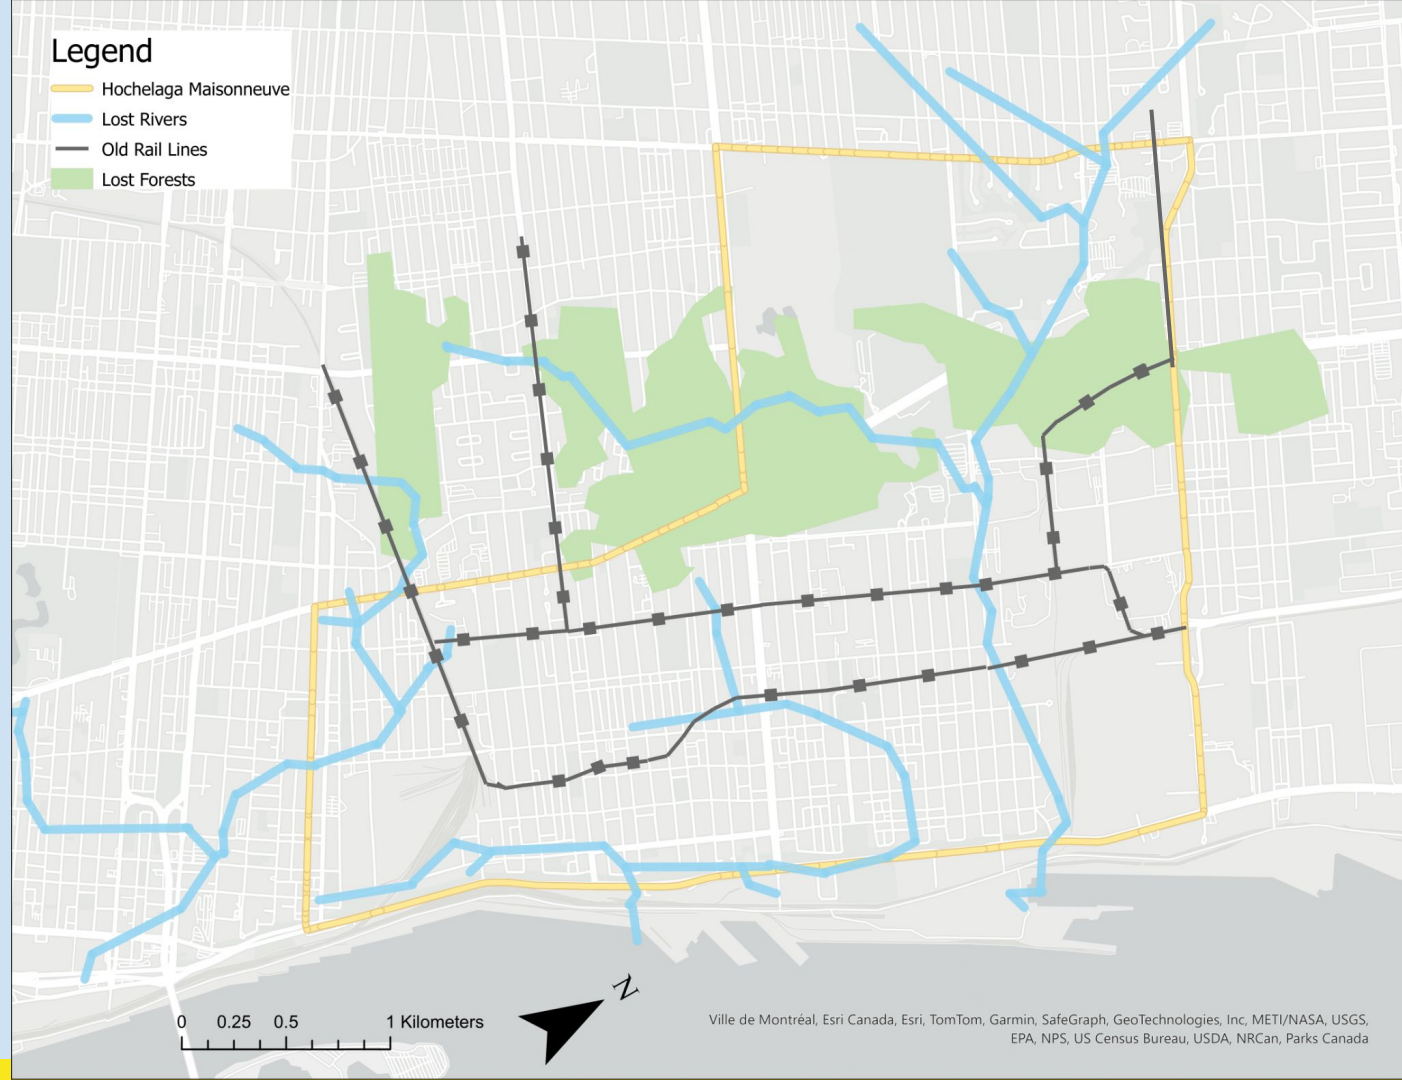 Legend
Hochelaga Maisonneuve
Lost Rivers
Old Rail Lines
Lost Forests
N
0 0.25 0.5 1 Kilometers
Ville de Montréal, Esri Canada, Esri, TomTom, Garmin, SafeGraph, GeoTechnologies, Inc, METI/NASA, USGS,
EPA, NPS, US Census Bureau, USDA, NRCan, Parks Canada